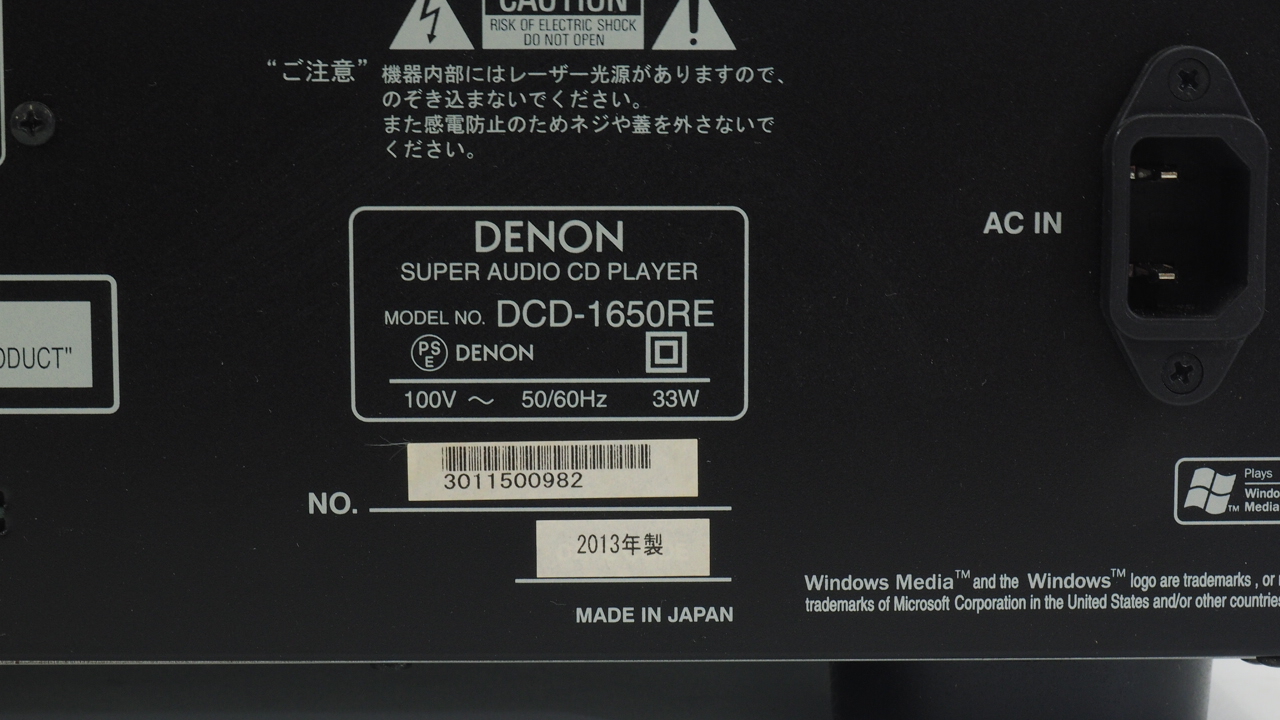 CAUTION
RISK OF ELECTRIC SHOCK
DO NOT OPEN
“ご注意” 機器内部にはレーザー光源がありますので、
のぞき込まないでください。
また感電防止のためネジや蓋を外さないで
ください。
AC IN
DENON
SUPER AUDIO CD PLAYER
MODEL NO. DCD-1650RE
PSE DENON
100V ～ 50/60Hz 33W
3011500982
NO.
2013年製
MADE IN JAPAN
Plays
Windows Media™ and the Windows™ logo are trademarks , or
trademarks of Microsoft Corporation in the United States and/or other countries